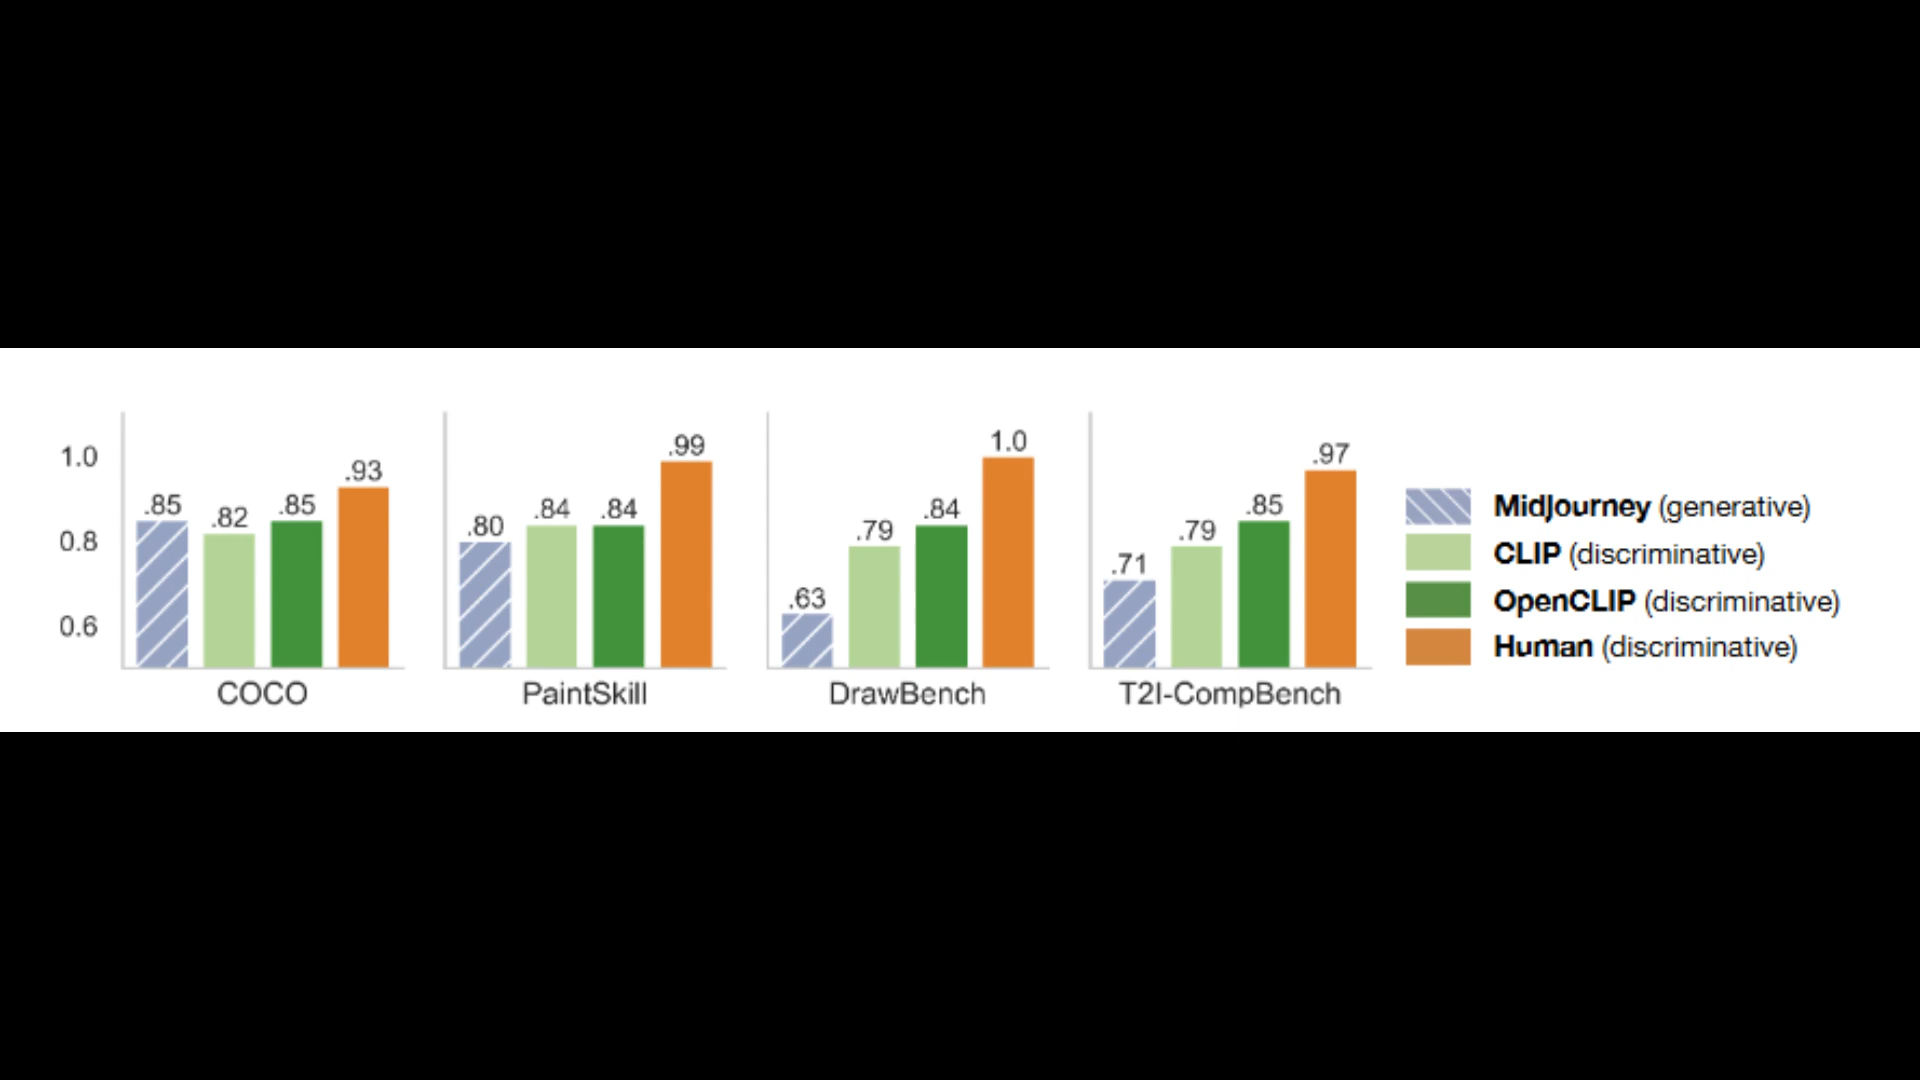 1.0
0.8
0.6
.85
.82
.85
.93
COCO
.80
.84
.84
.99
PaintSkill
.63
.79
.84
1.0
DrawBench
.71
.79
.85
.97
T2I-CompBench
MidJourney (generative)
CLIP (discriminative)
OpenCLIP (discriminative)
Human (discriminative)